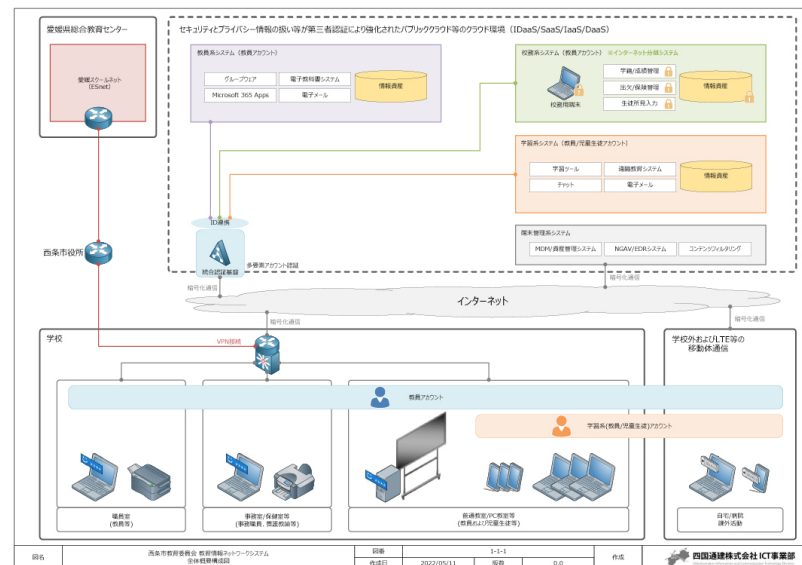 愛媛県総合教育センター
愛媛スクールネット
(ESnet)
西条市役所
セキュリティとプライバシー情報の扱い等が第三者認証により強化されたパブリッククラウド等のクラウド環境（IDaaS/SaaS/IaaS/DaaS）
教員系システム（教員アカウント）
グループウェア
電子教科書システム
Microsoft 365 Apps
電子メール
情報資産
校務系システム（教員アカウント） ※インターネット分離システム
校務用端末
学籍/成績管理
出欠/保健管理
生徒所見入力
情報資産
学習系システム（教員/児童生徒アカウント）
学習ツール
遠隔教育システム
チャット
電子メール
情報資産
端末管理系システム
MDM/資産管理システム
NGAV/EDRシステム
コンテンツフィルタリング
ID連携
統合認証基盤
多要素アカウント認証
暗号化通信
暗号化通信
インターネット
暗号化通信
暗号化通信
学校
VPN接続
学校外およびLTE等の
移動体通信
教員アカウント
学習系(教員/児童生徒)アカウント
職員室
(教員等)
事務室/保健室等
(事務職員、養護教諭等)
普通教室/PC教室等
(教員および児童生徒等)
自宅/病院
課外活動
図名
西条市教育委員会 教育情報ネットワークシステム
全体概要構成図
図番
1-1-1
作成日
2022/05/11
版数
0.0
作成
四国通建株式会社 ICT事業部